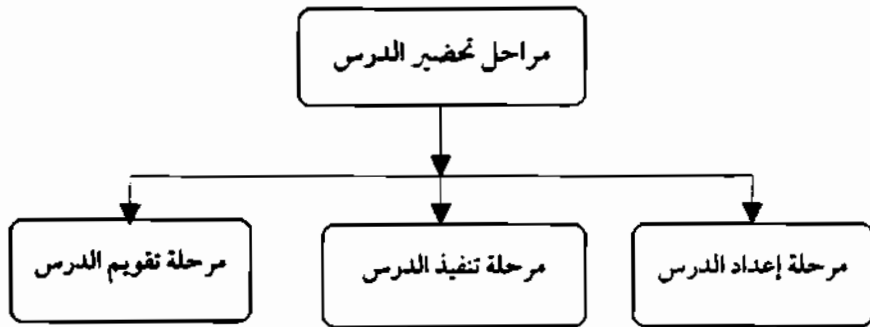 مراحل تحضير الدرس
مرحلة إعداد الدرس
مرحلة تنفيذ الدرس
مرحلة تقويم الدرس